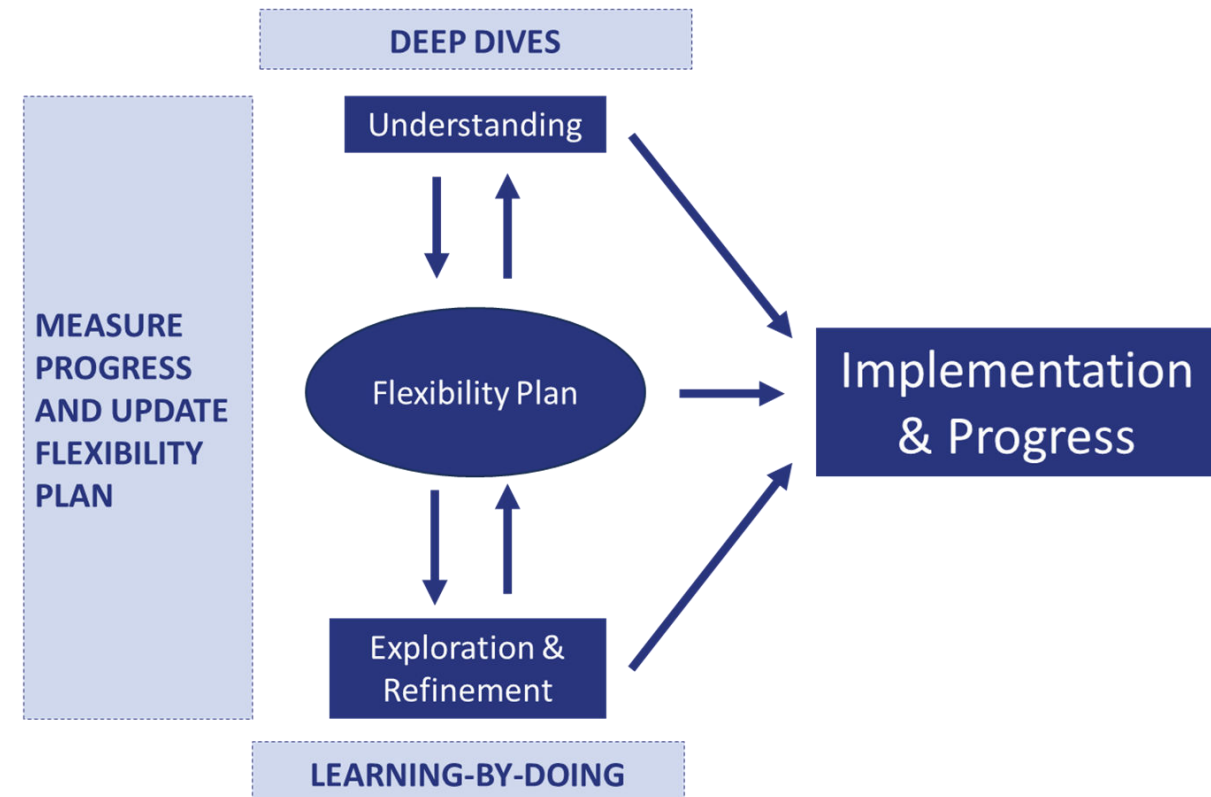 DEEP DIVES
Understanding
MEASURE
PROGRESS
AND UPDATE
FLEXIBILITY
PLAN
Flexibility Plan
Implementation
& Progress
Exploration &
Refinement
LEARNING-BY-DOING